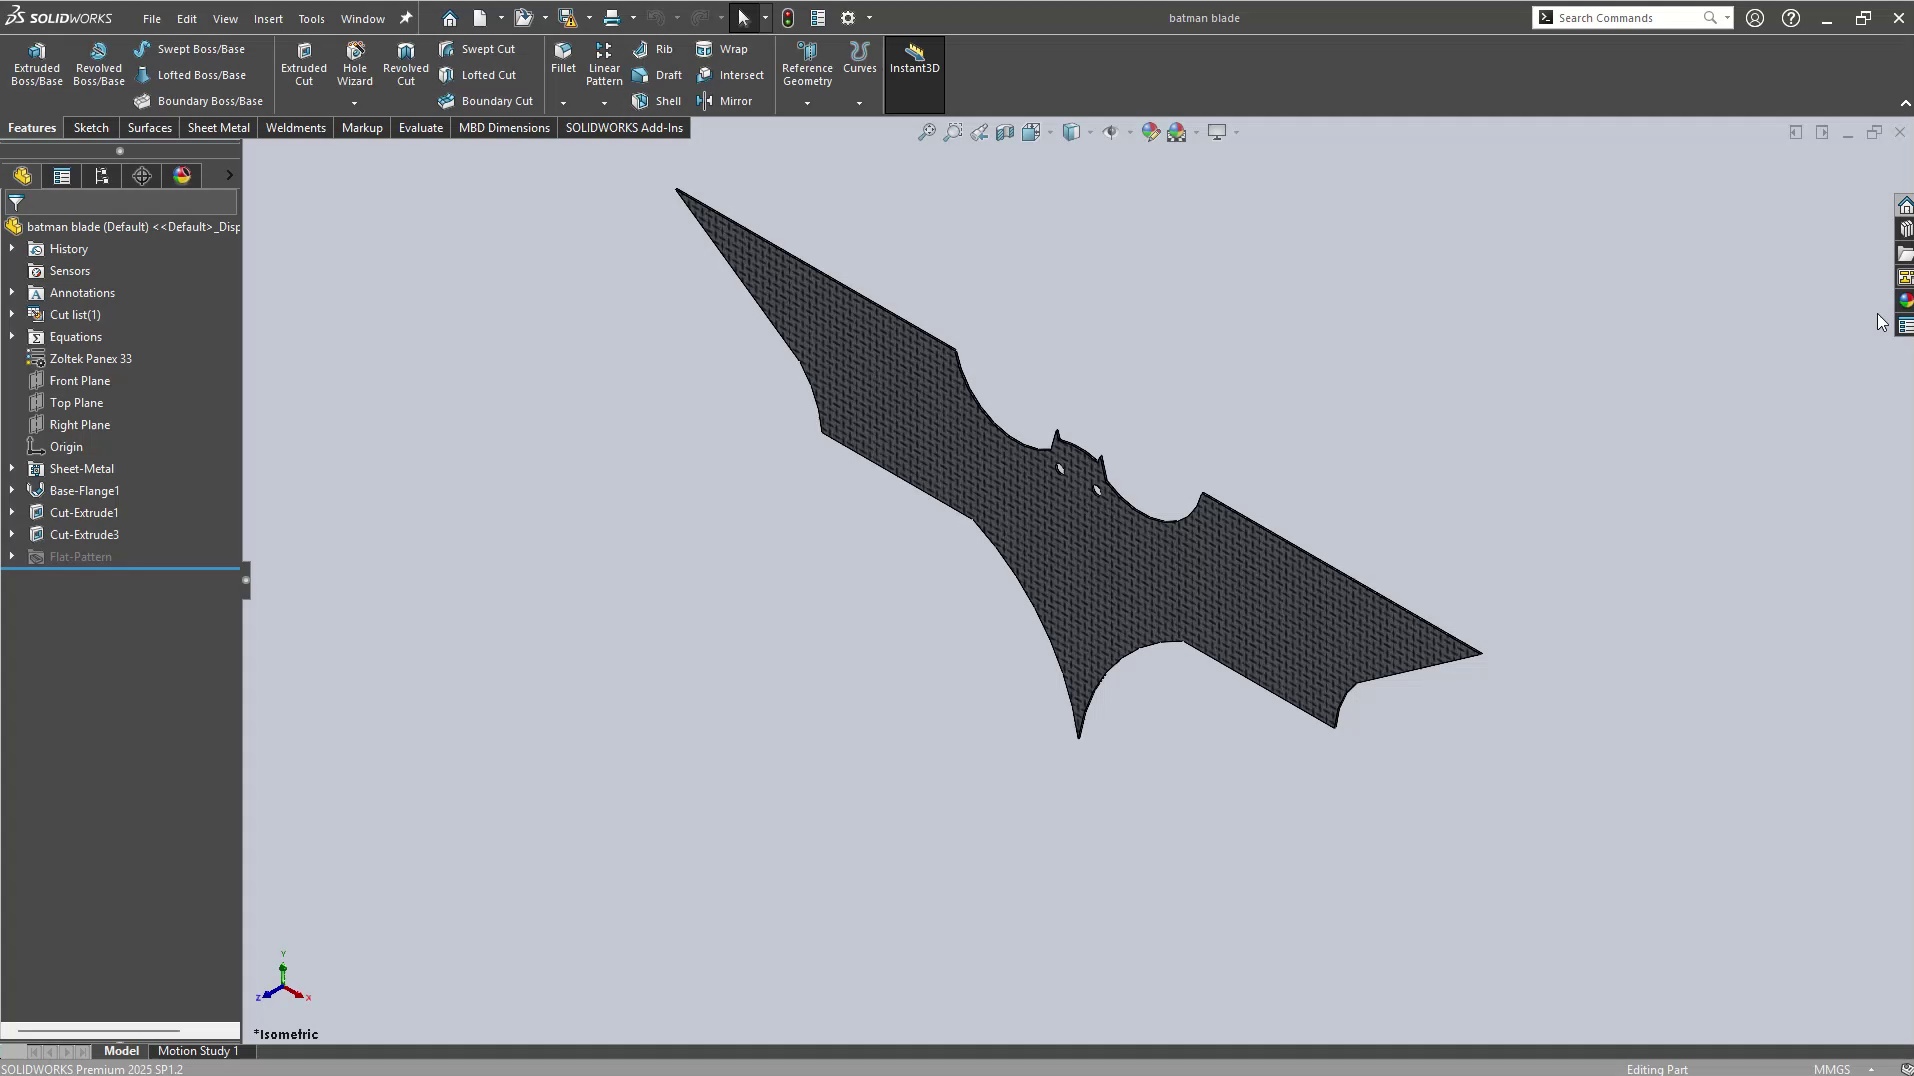 SOLIDWORKS File Edit View Insert Tools Window batman blade Search Commands
Extruded Boss/Base
Revolved Boss/Base
Swept Boss/Base
Lofted Boss/Base
Boundary Boss/Base
Extruded Cut
Hole Wizard
Revolved Cut
Swept Cut
Lofted Cut
Boundary Cut
Fillet
Linear Pattern
Rib
Draft
Shell
Wrap
Intersect
Mirror
Reference Geometry
Curves
Instant3D
Features Sketch Surfaces Sheet Metal Weldments Markup Evaluate MBD Dimensions SOLIDWORKS Add-Ins
batman blade (Default) <<Default>_Disp
History
Sensors
Annotations
Cut list(1)
Equations
Zoltek Panex 33
Front Plane
Top Plane
Right Plane
Origin
Sheet-Metal
Base-Flange1
Cut-Extrude1
Cut-Extrude3
Flat-Pattern
Y
Z X
*Isometric
Model Motion Study 1
SOLIDWORKS Premium 2025 SP1.2 Editing Part MMGS